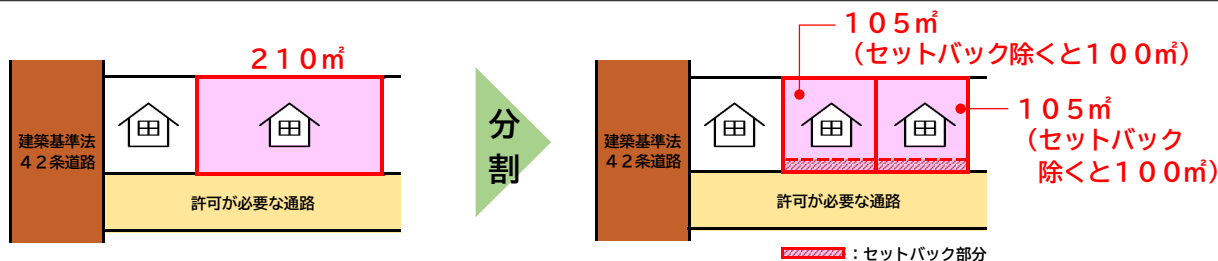 210㎡
建築基準法
42条道路
許可が必要な通路
分
割
105㎡
(セットバック除くと100㎡)
105㎡
(セットバック
除くと100㎡)
建築基準法
42条道路
許可が必要な通路
:セットバック部分